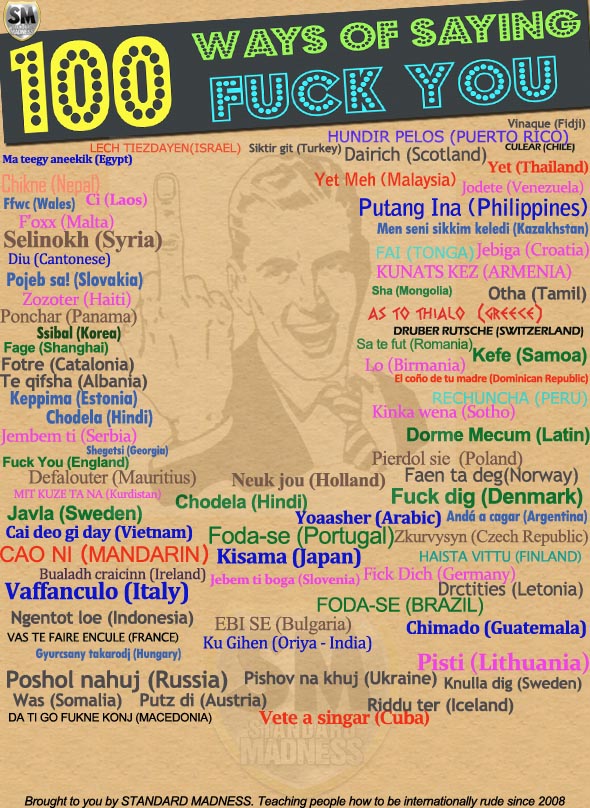 SM
STANDARD MADNESS
100 WAYS OF SAYING
FUCK YOU
Vinaque (Fidji)
HUNDIR PELOS (PUERTO RICO)
LECH TIEZDAYEN(ISRAEL) Siktir git (Turkey) Dairich (Scotland) CULEAR (CHILE)
Ma teegy aneekik (Egypt) Yet (Thailand)
Chikne (Nepal) Yet Meh (Malaysia) Jodete (Venezuela)
Ffwc (Wales) Ci (Laos) Putang Ina (Philippines)
F'oxx (Malta) Men seni sikkim keledi (Kazakhstan)
Selinokh (Syria) FAI (TONGA) Jebiga (Croatia)
Diu (Cantonese) KUNATS KEZ (ARMENIA)
Pojeb sa! (Slovakia) Sha (Mongolia) Otha (Tamil)
Zozoter (Haiti)
Ponchar (Panama) AS TO THIALO (GREECE)
Ssibal (Korea) DRUBER RUTSCHE (SWITZERLAND)
Fage (Shanghai) Sa te fut (Romania) Kefe (Samoa)
Fotre (Catalonia) Lo (Birmania)
Te qifsha (Albania) El coño de tu madre (Dominican Republic)
Keppima (Estonia) RECHUNCHA (PERU)
Chodela (Hindi) Kinka wena (Sotho)
Jembem ti (Serbia) Dorme Mecum (Latin)
Shegetsi (Georgia)
Fuck You (England) Pierdol sie (Poland)
Defalouter (Mauritius) Neuk jou (Holland) Faen ta deg(Norway)
MIT KUZE TA NA (Kurdistan) Chodela (Hindi) Fuck dig (Denmark)
Javla (Sweden) Yoaasher (Arabic) Andá a cagar (Argentina)
Cai deo gi day (Vietnam) Foda-se (Portugal) Zkurvysyn (Czech Republic)
CAO NI (MANDARIN) Kisama (Japan) HAISTA VITTU (FINLAND)
Bualadh craicinn (Ireland) Jebem ti boga (Slovenia) Fick Dich (Germany)
Vaffanculo (Italy) Drctities (Letonia)
FODA-SE (BRAZIL)
Ngentot loe (Indonesia) EBI SE (Bulgaria) Chimado (Guatemala)
VAS TE FAIRE ENCULE (FRANCE) Ku Gihen (Oriya - India)
Gyurcsany takarodj (Hungary) Pisti (Lithuania)
Poshol nahuj (Russia) Pishov na khuj (Ukraine) Knulla dig (Sweden)
Was (Somalia) Putz di (Austria) Riddu ter (Iceland)
DA TI GO FUKNE KONJ (MACEDONIA) Vete a singar (Cuba)
SM
STANDARD
MADNESS
Brought to you by STANDARD MADNESS. Teaching people how to be internationally rude since 2008